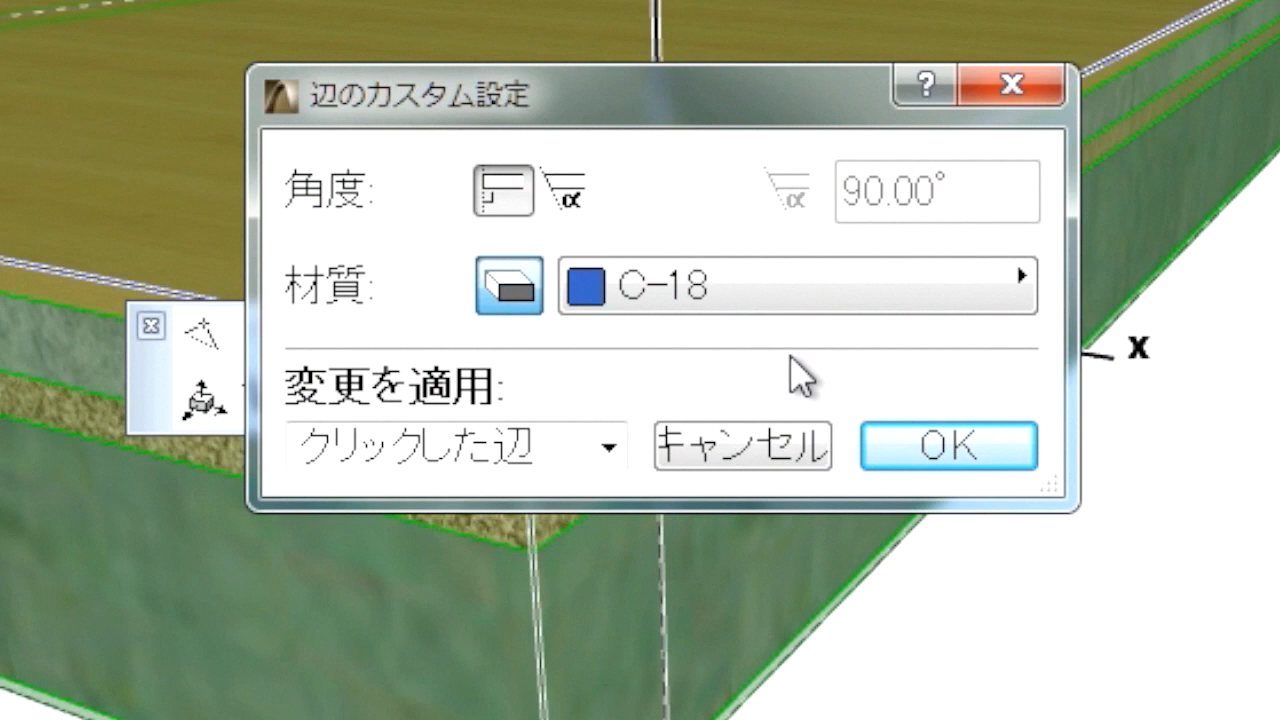 辺のカスタム設定
?
角度:
α
α
90.00°
材質:
C-18
X
変更を適用:
クリックした辺
キャンセル
OK